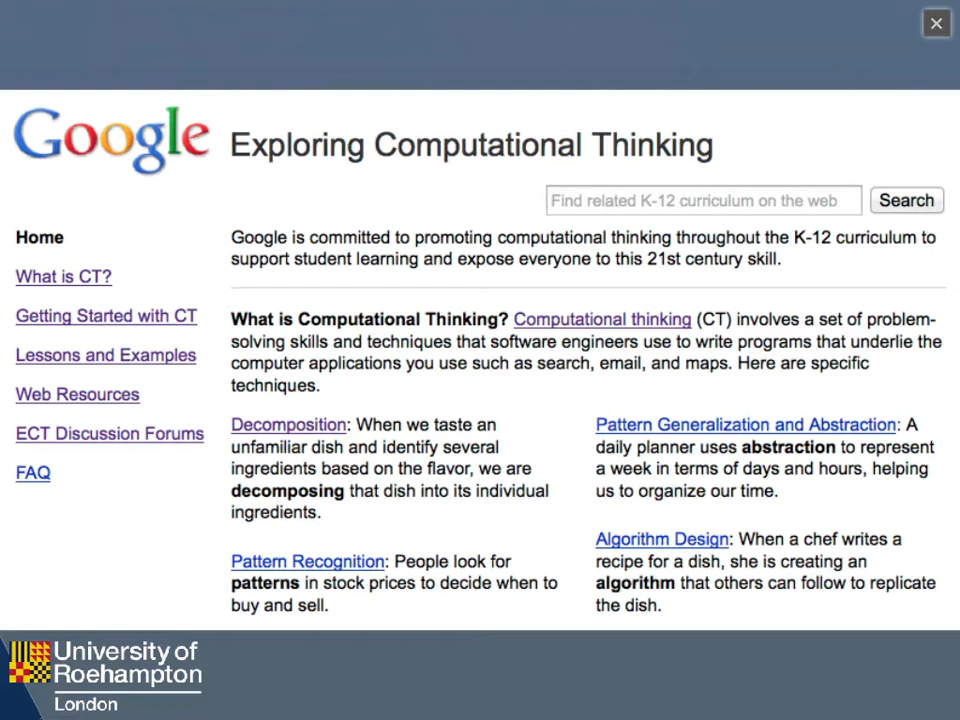 Google Exploring Computational Thinking
Find related K-12 curriculum on the web Search
Home
What is CT?
Getting Started with CT
Lessons and Examples
Web Resources
ECT Discussion Forums
FAQ
Google is committed to promoting computational thinking throughout the K-12 curriculum to
support student learning and expose everyone to this 21st century skill.
What is Computational Thinking? Computational thinking (CT) involves a set of problem-
solving skills and techniques that software engineers use to write programs that underlie the
computer applications you use such as search, email, and maps. Here are specific
techniques.
Decomposition: When we taste an
unfamiliar dish and identify several
ingredients based on the flavor, we are
decomposing that dish into its individual
ingredients.
Pattern Recognition: People look for
patterns in stock prices to decide when to
buy and sell.
Pattern Generalization and Abstraction: A
daily planner uses abstraction to represent
a week in terms of days and hours, helping
us to organize our time.
Algorithm Design: When a chef writes a
recipe for a dish, she is creating an
algorithm that others can follow to replicate
the dish.
University of
Roehampton
London